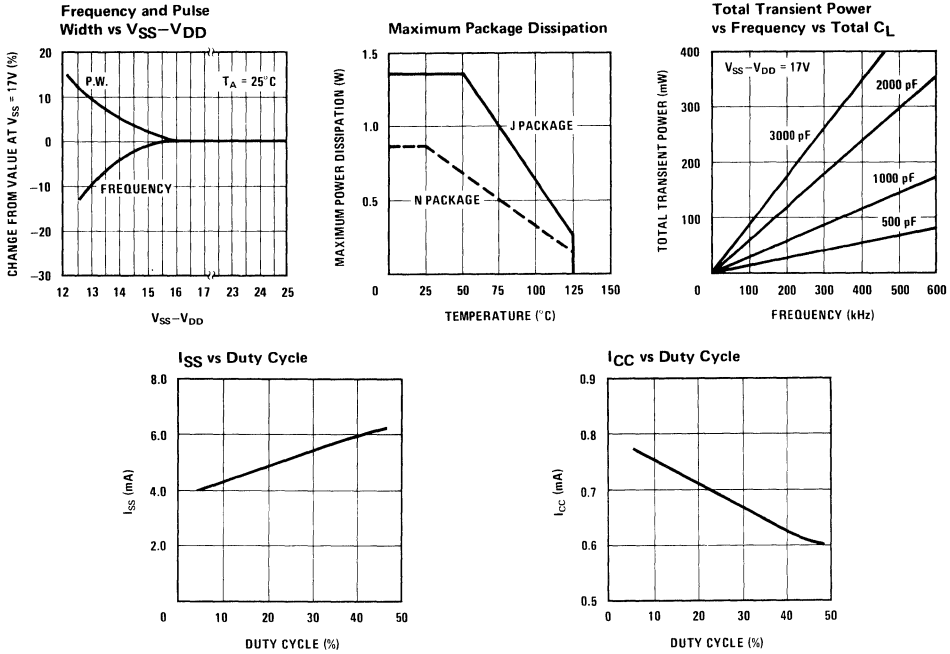 Frequency and Pulse
Width vs VSS–VDD
20
10
0
−10
−20
−30
CHANGE FROM VALUE AT VSS = 17V (%)
P.W.
TA = 25°C
FREQUENCY
12 13 14 15 16 17 23 24 25
VSS–VDD
Maximum Package Dissipation
1.5
1.0
0.5
MAXIMUM POWER DISSIPATION (W)
J PACKAGE
N PACKAGE
0 25 50 75 100 125 150
TEMPERATURE (°C)
Total Transient Power
vs Frequency vs Total CL
400
300
200
100
TOTAL TRANSIENT POWER (mW)
VSS–VDD = 17V
2000 pF
3000 pF
1000 pF
500 pF
0 100 200 300 400 500 600
FREQUENCY (kHz)
ISS vs Duty Cycle
8.0
6.0
4.0
2.0
ISS (mA)
0 10 20 30 40 50
DUTY CYCLE (%)
ICC vs Duty Cycle
0.9
0.8
0.7
0.6
0.5
ICC (mA)
0 10 20 30 40 50
DUTY CYCLE (%)